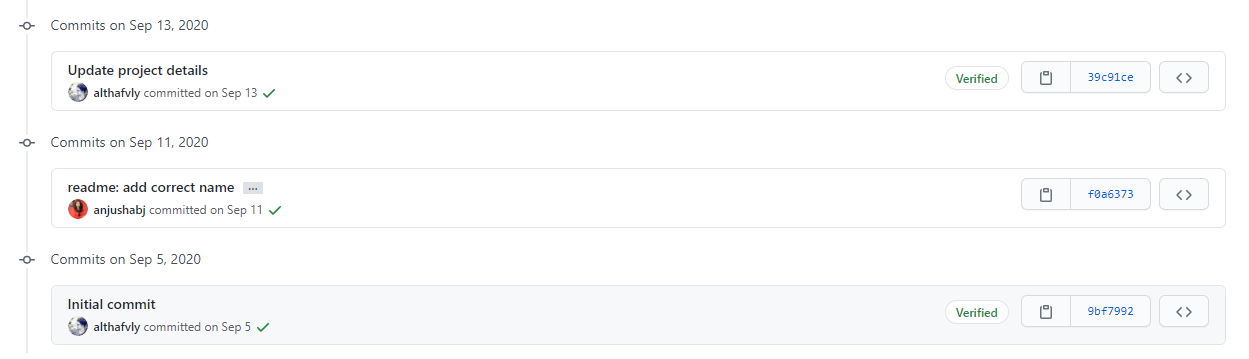 Commits on Sep 13, 2020
Update project details
althafvly committed on Sep 13
Verified
39c91ce
Commits on Sep 11, 2020
readme: add correct name ...
anjushabj committed on Sep 11
f0a6373
Commits on Sep 5, 2020
Initial commit
althafvly committed on Sep 5
Verified
9bf7992